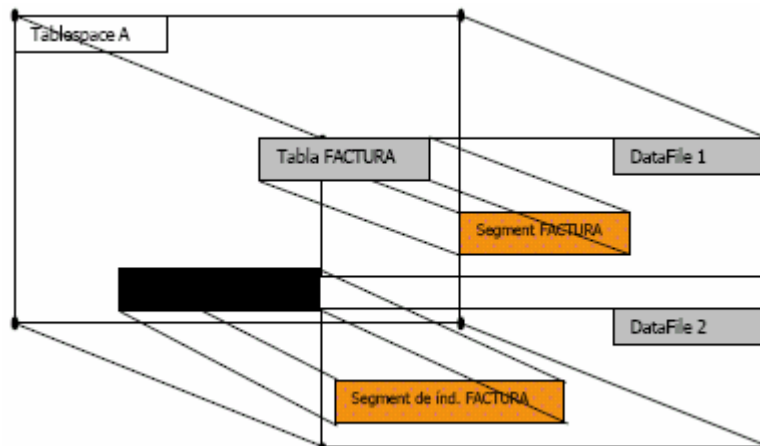 Tablespace A
Tabla FACTURA
DataFile 1
Segment FACTURA
DataFile 2
Segment de índ. FACTURA